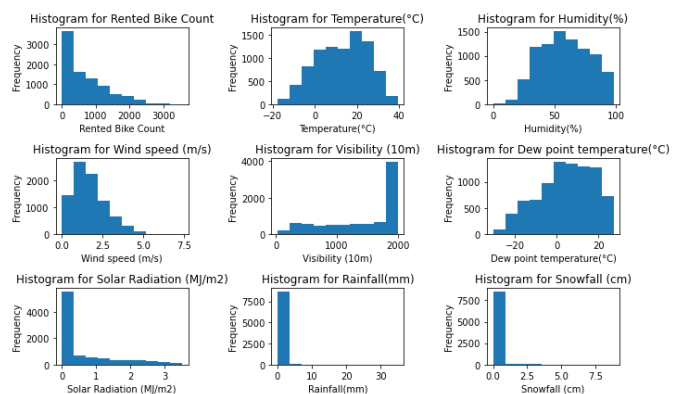 Histogram for Rented Bike Count
Frequency
3000
2000
1000
0
0 1000 2000 3000
Rented Bike Count
Histogram for Temperature(°C)
Frequency
1500
1000
500
0
−20 0 20 40
Temperature(°C)
Histogram for Humidity(%)
Frequency
1500
1000
500
0
0 50 100
Humidity(%)
Histogram for Wind speed (m/s)
Frequency
2000
1000
0
0.0 2.5 5.0 7.5
Wind speed (m/s)
Histogram for Visibility (10m)
Frequency
4000
2000
0
0 1000 2000
Visibility (10m)
Histogram for Dew point temperature(°C)
Frequency
1000
500
0
−20 0 20
Dew point temperature(°C)
Histogram for Solar Radiation (MJ/m2)
Frequency
4000
2000
0
0 1 2 3
Solar Radiation (MJ/m2)
Histogram for Rainfall(mm)
Frequency
7500
5000
2500
0
0 10 20 30
Rainfall(mm)
Histogram for Snowfall (cm)
Frequency
7500
5000
2500
0
0.0 2.5 5.0 7.5
Snowfall (cm)